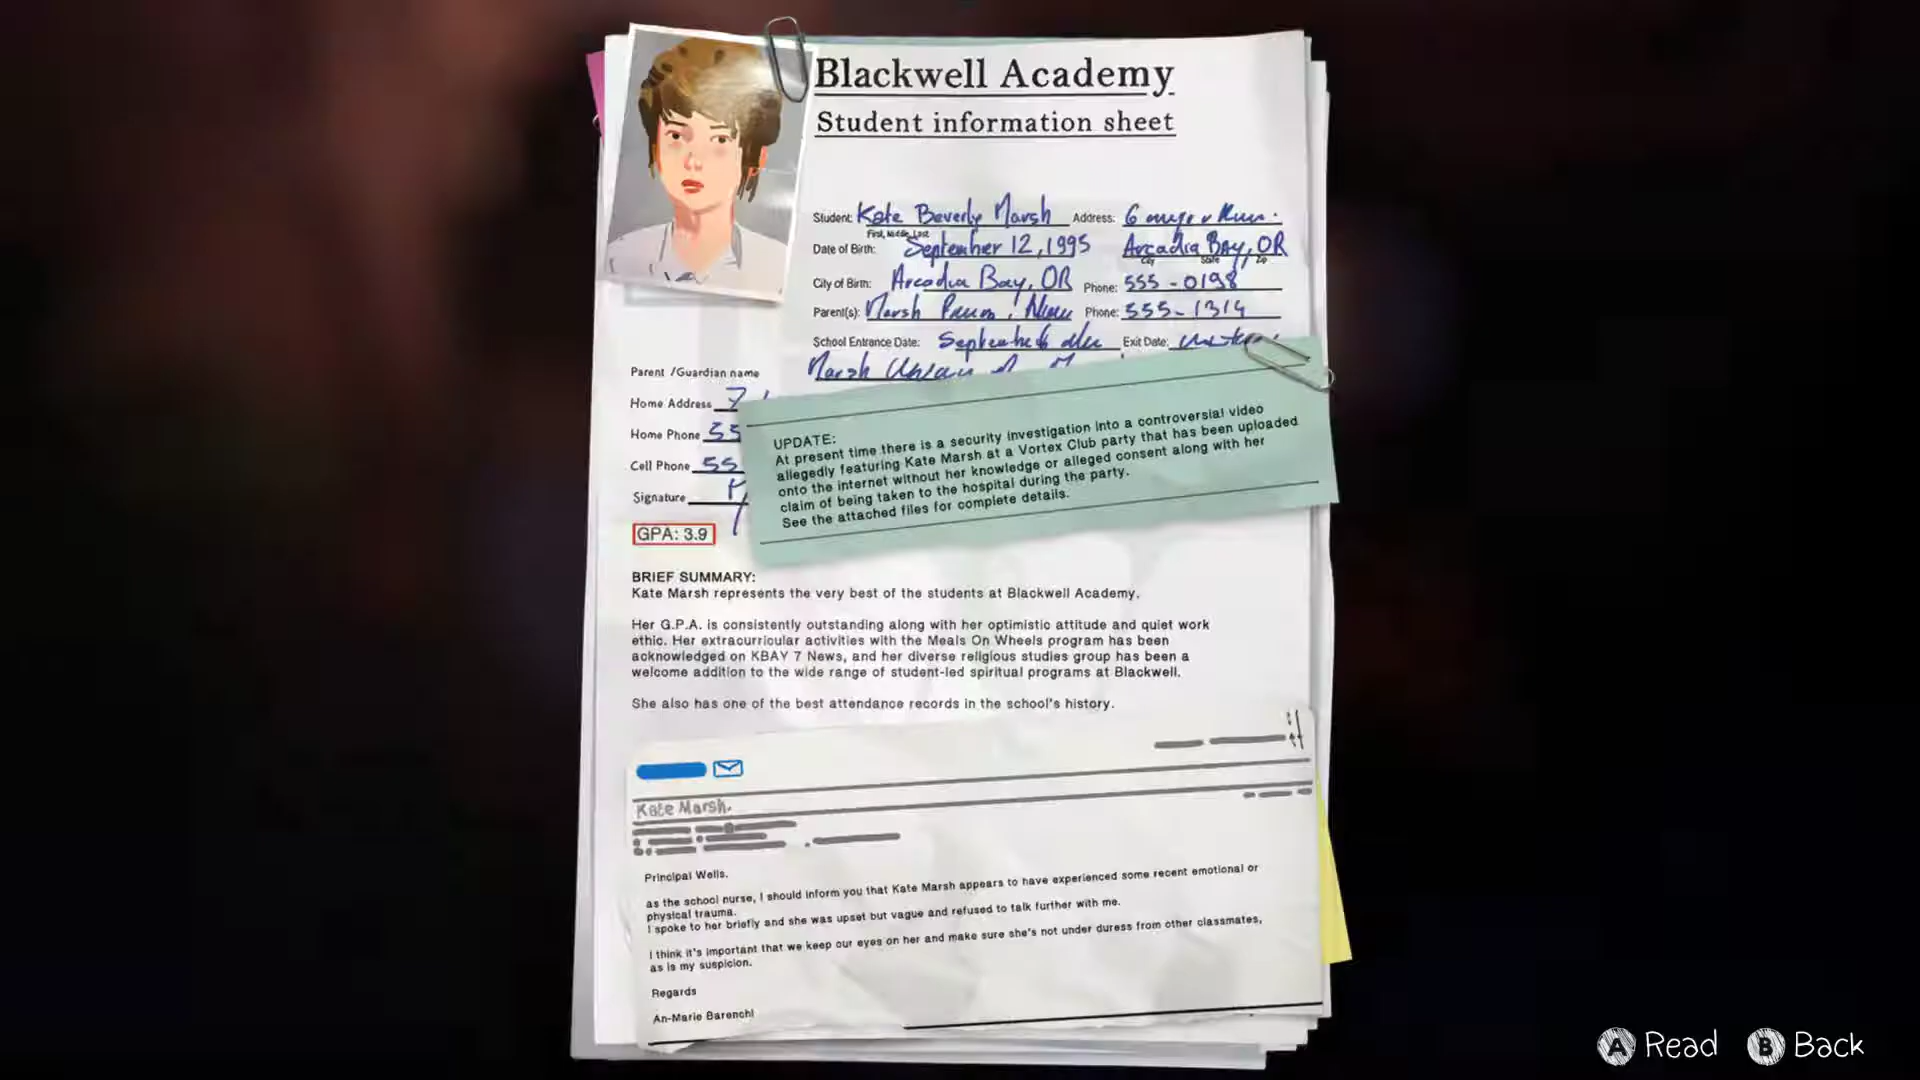 Blackwell Academy
Student information sheet
Student: Kate Beverly Marsh Address: 6
First, Middle, Last
Date of Birth: September 12, 1995 Arcadia Bay, OR
City State Zip
City of Birth: Arcadia Bay, OR Phone: 555-0198
Parent(s): Marsh Phone: 555-1314
School Entrance Date: Exit Date:
Parent /Guardian name Marsh
Home Address 7
Home Phone 55
Cell Phone 55
Signature
UPDATE:
At present time there is a security investigation into a controversial video
allegedly featuring Kate Marsh at a Vortex Club party that has been uploaded
onto the internet without her knowledge or alleged consent along with her
claim of being taken to the hospital during the party.
See the attached files for complete details.
GPA: 3.9
BRIEF SUMMARY:
Kate Marsh represents the very best of the students at Blackwell Academy.
Her G.P.A. is consistently outstanding along with her optimistic attitude and quiet work
ethic. Her extracurricular activities with the Meals On Wheels program has been
acknowledged on KBAY 7 News, and her diverse religious studies group has been a
welcome addition to the wide range of student-led spiritual programs at Blackwell.
She also has one of the best attendance records in the school's history.
Kate Marsh.
Principal Wells.
as the school nurse, I should inform you that Kate Marsh appears to have experienced some recent emotional or
physical trauma.
I spoke to her briefly and she was upset but vague and refused to talk further with me.
I think it's important that we keep our eyes on her and make sure she's not under duress from other classmates,
as is my suspicion.
Regards
An-Marie Barenchi
A Read B Back